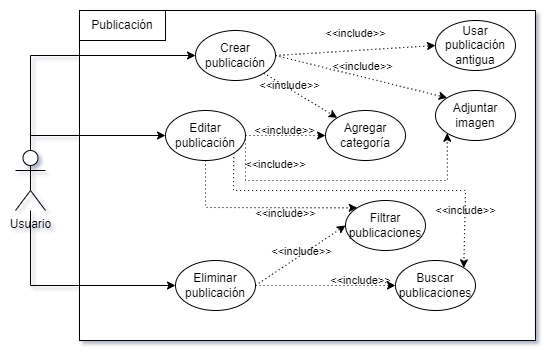 Publicación
Usar
publicación
antigua
<<include>>
Crear
publicación
<<include>>
<<include>>
Adjuntar
imagen
Editar
publicación
<<include>>
Agregar
categoría
<<include>>
Usuario
<<include>>
Filtrar
publicaciones
<<include>>
<<include>>
Eliminar
publicación
<<include>>
Buscar
publicaciones